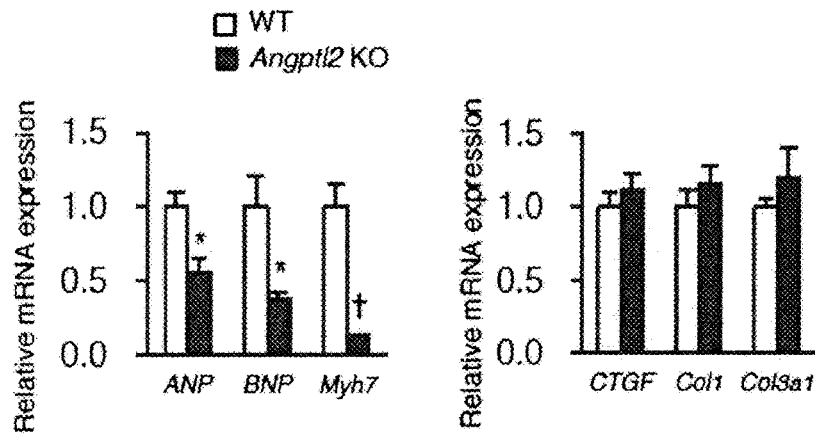 WT
Angptl2 KO
Relative mRNA expression
1.5
1.0
0.5
0.0
*
*
†
ANP BNP Myh7
Relative mRNA expression
1.5
1.0
0.5
0.0
CTGF Col1 Col3a1